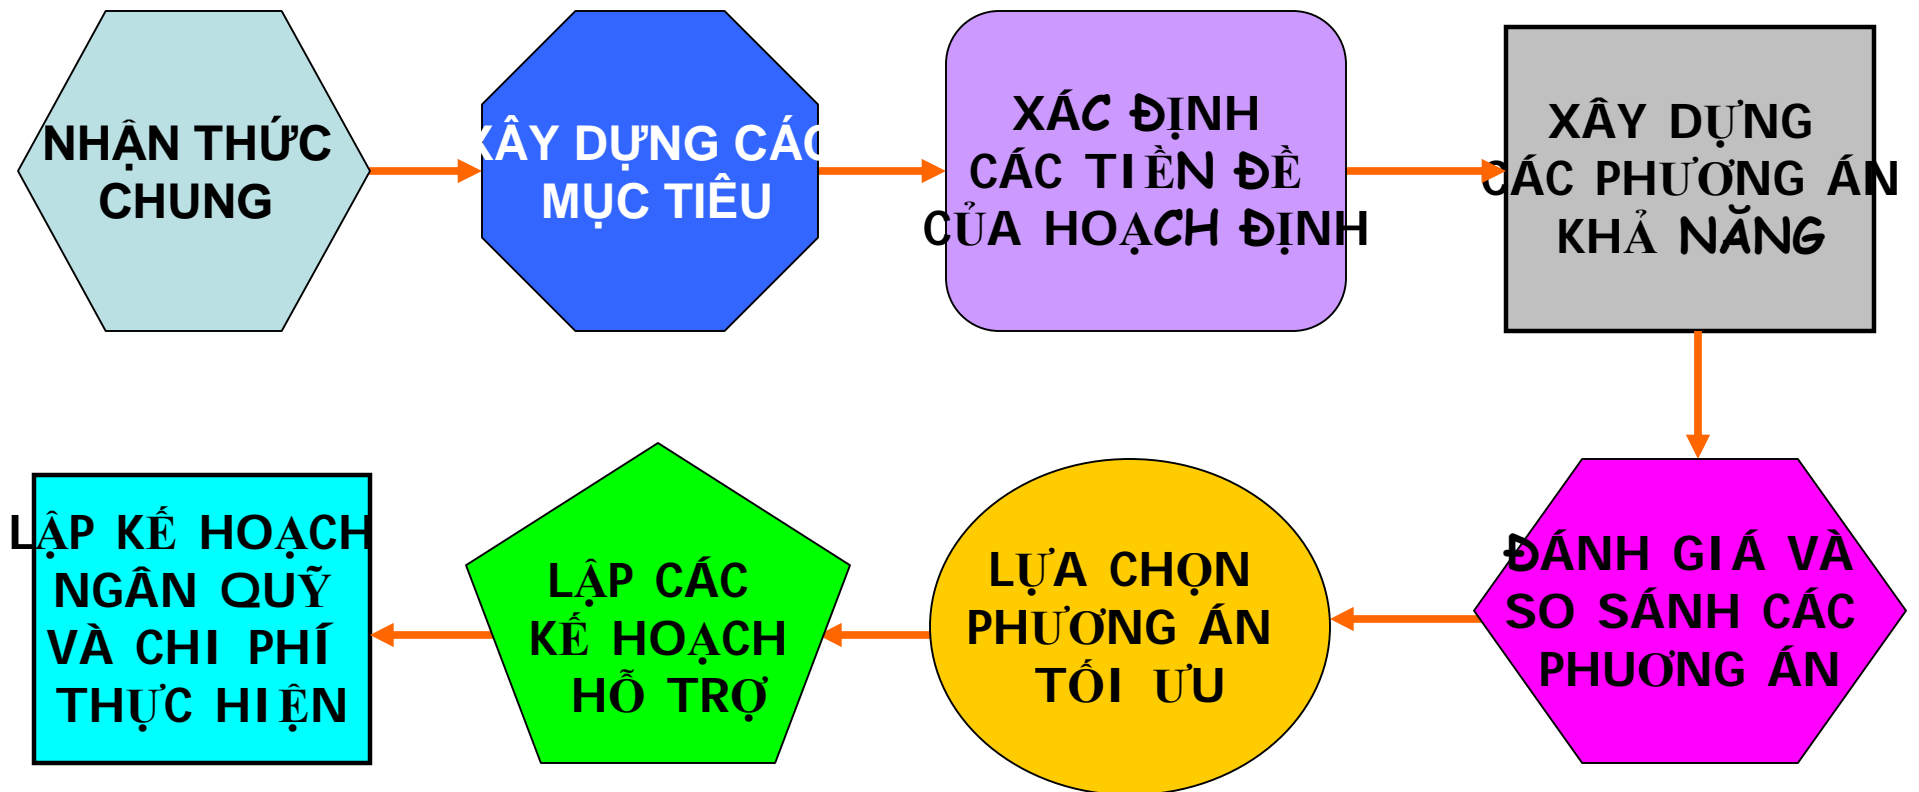 NHẬN THỨC
CHUNG
XÂY DỰNG CÁC
MỤC TIÊU
XÁC ĐỊNH
CÁC TIỀN ĐỀ
CỦA HOẠCH ĐỊNH
XÂY DỰNG
CÁC PHƯƠNG ÁN
KHẢ NĂNG
ĐÁNH GIÁ VÀ
SO SÁNH CÁC
PHUƠNG ÁN
LỰA CHỌN
PHƯƠNG ÁN
TỐI ƯU
LẬP CÁC
KẾ HOẠCH
HỖ TRỢ
LẬP KẾ HOẠCH
NGÂN QUỸ
VÀ CHI PHÍ
THỰC HIỆN